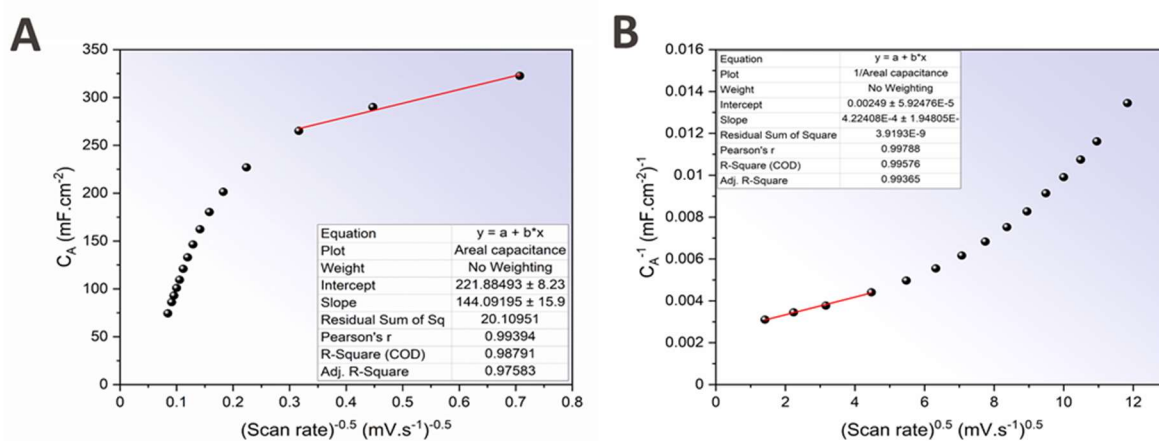 A
350
300
250
200
150
100
50
0
C_A (mF.cm⁻²)
0 0.1 0.2 0.3 0.4 0.5 0.6 0.7 0.8
(Scan rate)⁻⁰·⁵ (mV.s⁻¹)⁻⁰·⁵
Equation y = a + b*x
Plot Areal capacitance
Weight No Weighting
Intercept 221.88493 ± 8.23
Slope 144.09195 ± 15.9
Residual Sum of Sq 20.10951
Pearson's r 0.99394
R-Square (COD) 0.98791
Adj. R-Square 0.97583
B
0.016
0.014
0.012
0.010
0.008
0.006
0.004
0.002
0.000
C_A⁻¹ (mF.cm⁻²)⁻¹
0 2 4 6 8 10 12
(Scan rate)⁰·⁵ (mV.s⁻¹)⁰·⁵
Equation y = a + b*x
Plot 1/Areal capacitance
Weight No Weighting
Intercept 0.00249 ± 5.92476E-5
Slope 4.22408E-4 ± 1.94805E-
Residual Sum of Square 3.9193E-9
Pearson's r 0.99788
R-Square (COD) 0.99576
Adj. R-Square 0.99365